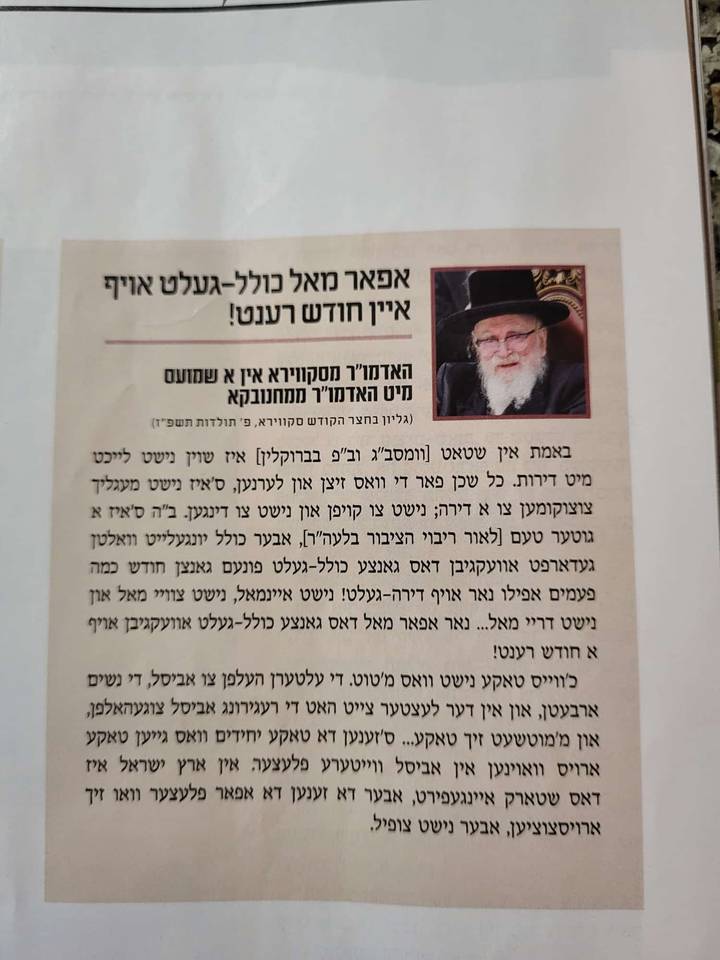 אפאר מאל כולל-געלט אויף
איין חודש רענט!
האדמו"ר מסקווירא אין א שמועס
מיט האדמו"ר ממחנובקא
(גליון בחצר הקודש סקווירא, פ' תולדות תשפ"ז)
באמת אין שטאט [וומסב"ג וב"פ בברוקלין] איז שוין נישט לייכט
מיט דירות. כל שכן פאר די וואס זיצן און לערנען, ס'איז נישט מעגליך
צוצוקומען צו א דירה; נישט צו קויפן און נישט צו דינגען. ב"ה ס'איז א
גוטער טעם [לאור ריבוי הציבור בלעה"ר], אבער כולל יונגעלייט וואלטן
געדארפט אוועקגיבן דאס גאנצע כולל-געלט פונעם גאנצן חודש כמה
פעמים אפילו נאר אויף דירה-געלט! נישט איינמאל, נישט צוויי מאל און
נישט דריי מאל... נאר אפאר מאל דאס גאנצע כולל-געלט אוועקגיבן אויף
א חודש רענט!
כ'ווייס טאקע נישט וואס מ'טוט. די עלטערן העלפן צו אביסל, די נשים
ארבעטן, און אין דער לעצטער צייט האט די רעגירונג אביסל צוגעהאלפן,
און מ'מוטשעט זיך טאקע... ס'זענען דא טאקע יחידים וואס גייען טאקע
ארויס וואוינען אין אביסל ווייטערע פלעצער. אין ארץ ישראל איז
דאס שטארק איינגעפירט, אבער דא זענען דא אפאר פלעצער וואו זיך
ארויסצוציען, אבער נישט צופיל.